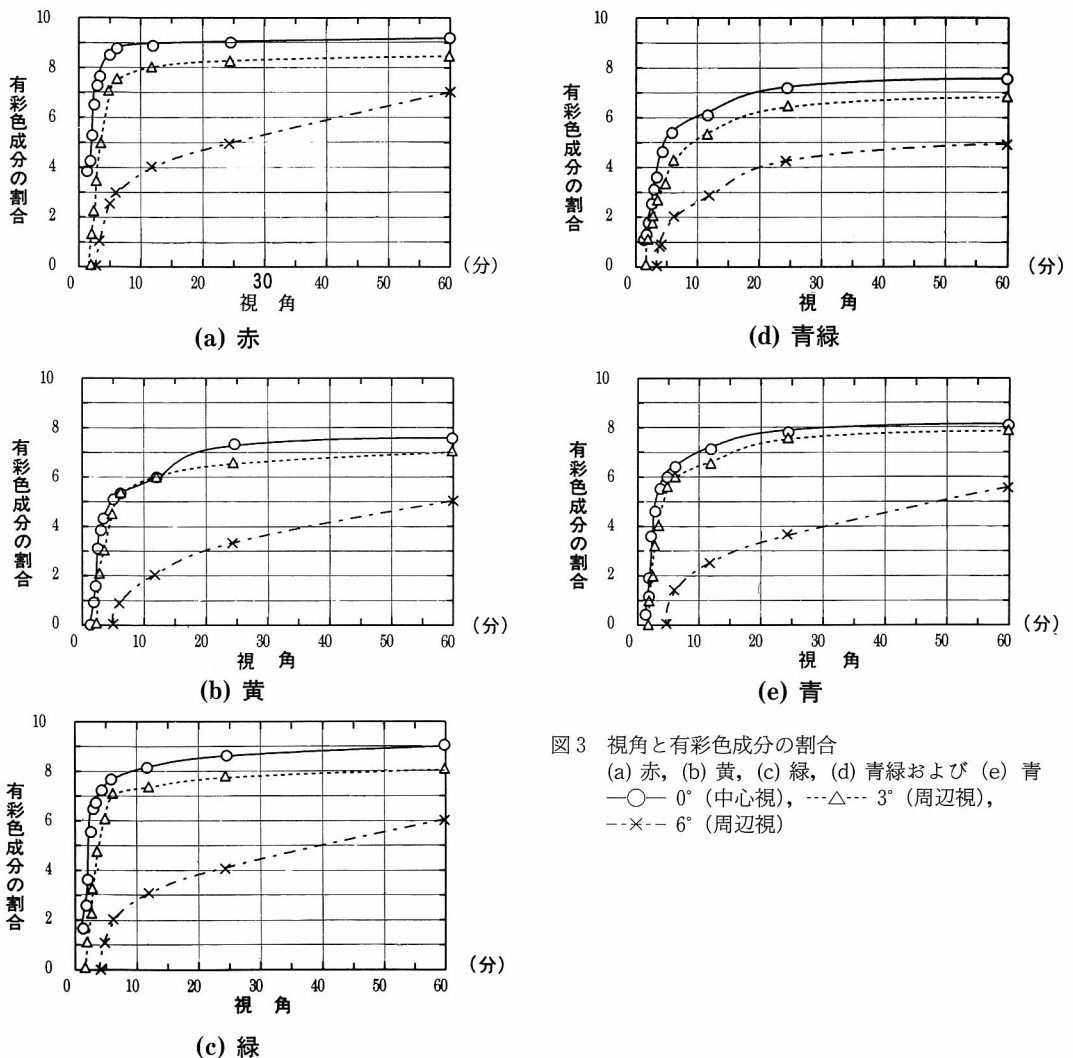 10
8
6
4
2
0
有彩色成分の割合
0 10 20 30 40 50 60
(分)
視 角
(a) 赤
10
8
6
4
2
0
有彩色成分の割合
0 10 20 30 40 50 60
(分)
視 角
(d) 青緑
10
8
6
4
2
0
有彩色成分の割合
0 10 20 30 40 50 60
(分)
視 角
(b) 黄
10
8
6
4
2
0
有彩色成分の割合
0 10 20 30 40 50 60
(分)
視 角
(e) 青
10
8
6
4
2
0
有彩色成分の割合
0 10 20 30 40 50 60
(分)
視 角
(c) 緑
図3 視角と有彩色成分の割合
(a) 赤, (b) 黄, (c) 緑, (d) 青緑および (e) 青
—○— 0° (中心視), ---△--- 3° (周辺視),
--×-- 6° (周辺視)